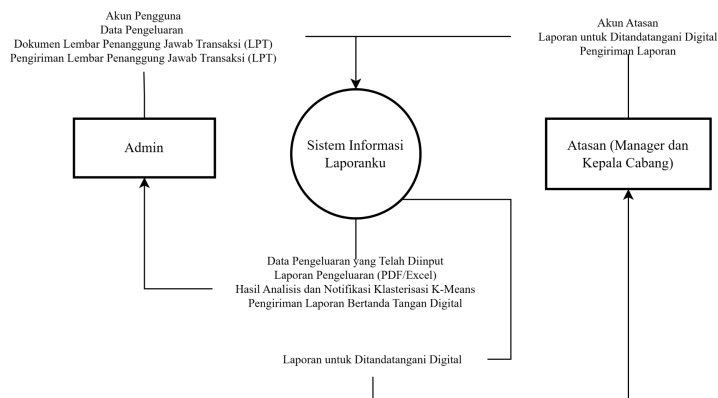 Akun Pengguna
Data Pengeluaran
Dokumen Lembar Penanggung Jawab Transaksi (LPT)
Pengiriman Lembar Penanggung Jawab Transaksi (LPT)
Akun Atasan
Laporan untuk Ditandatangani Digital
Pengiriman Laporan
Admin
Sistem Informasi
Laporanku
Atasan (Manager dan
Kepala Cabang)
Data Pengeluaran yang Telah Diinput
Laporan Pengeluaran (PDF/Excel)
Hasil Analisis dan Notifikasi Klasterisasi K-Means
Pengiriman Laporan Bertanda Tangan Digital
Laporan untuk Ditandatangani Digital